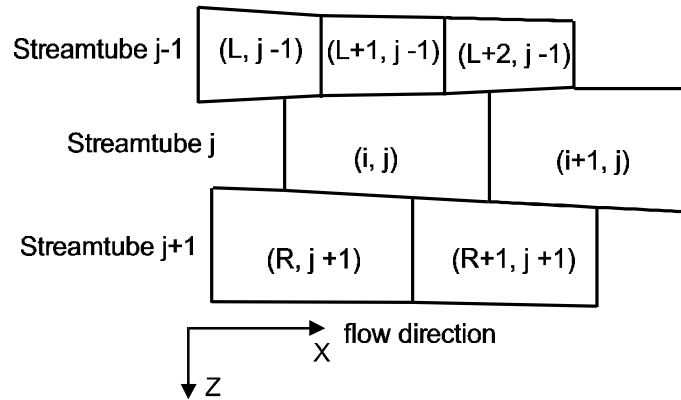 Streamtube j-1 (L, j -1) (L+1, j -1) (L+2, j -1)
Streamtube j (i, j) (i+1, j)
Streamtube j+1 (R, j +1) (R+1, j +1)
flow direction
X
Z